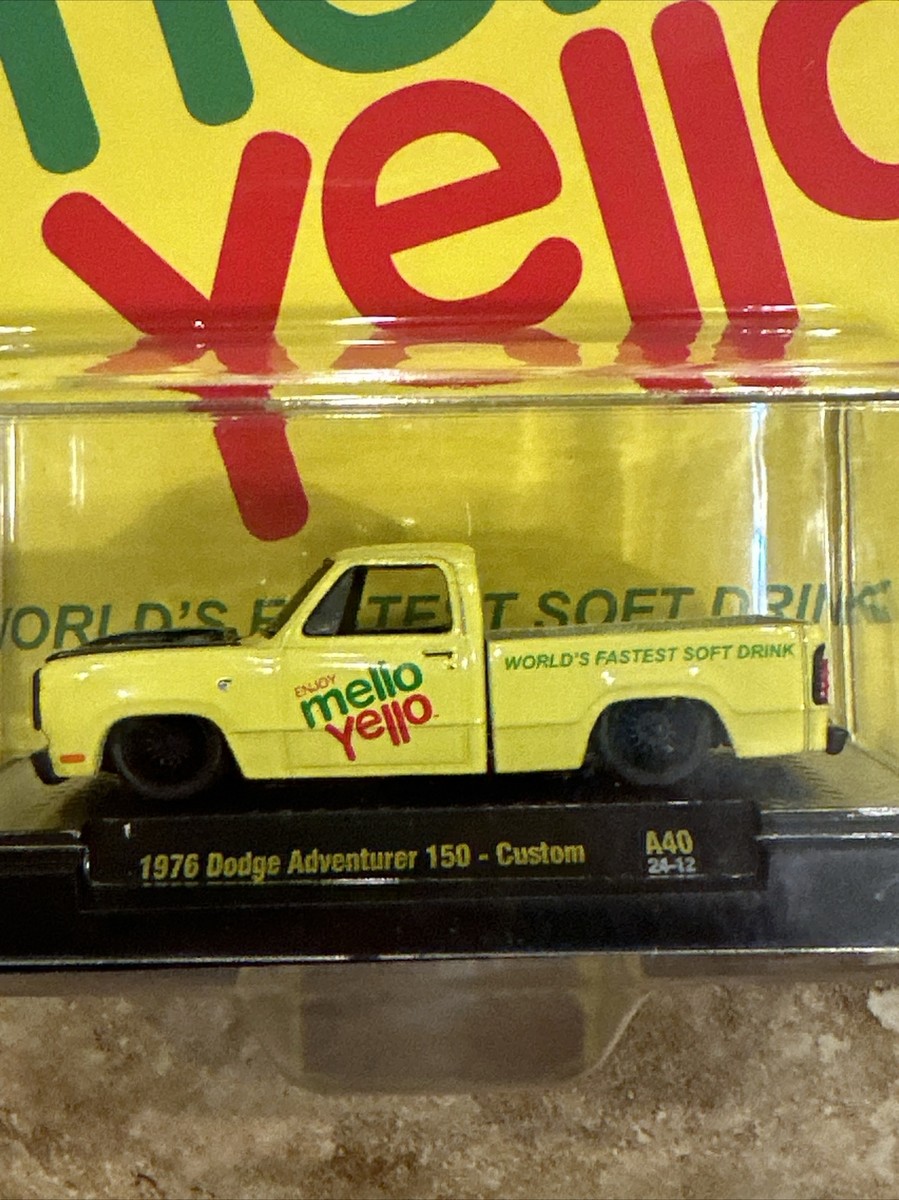 mello
yello
WORLD'S FASTEST SOFT DRINK
ENJOY
mello
yello
WORLD'S FASTEST SOFT DRINK
1976 Dodge Adventurer 150 - Custom A40
24-12